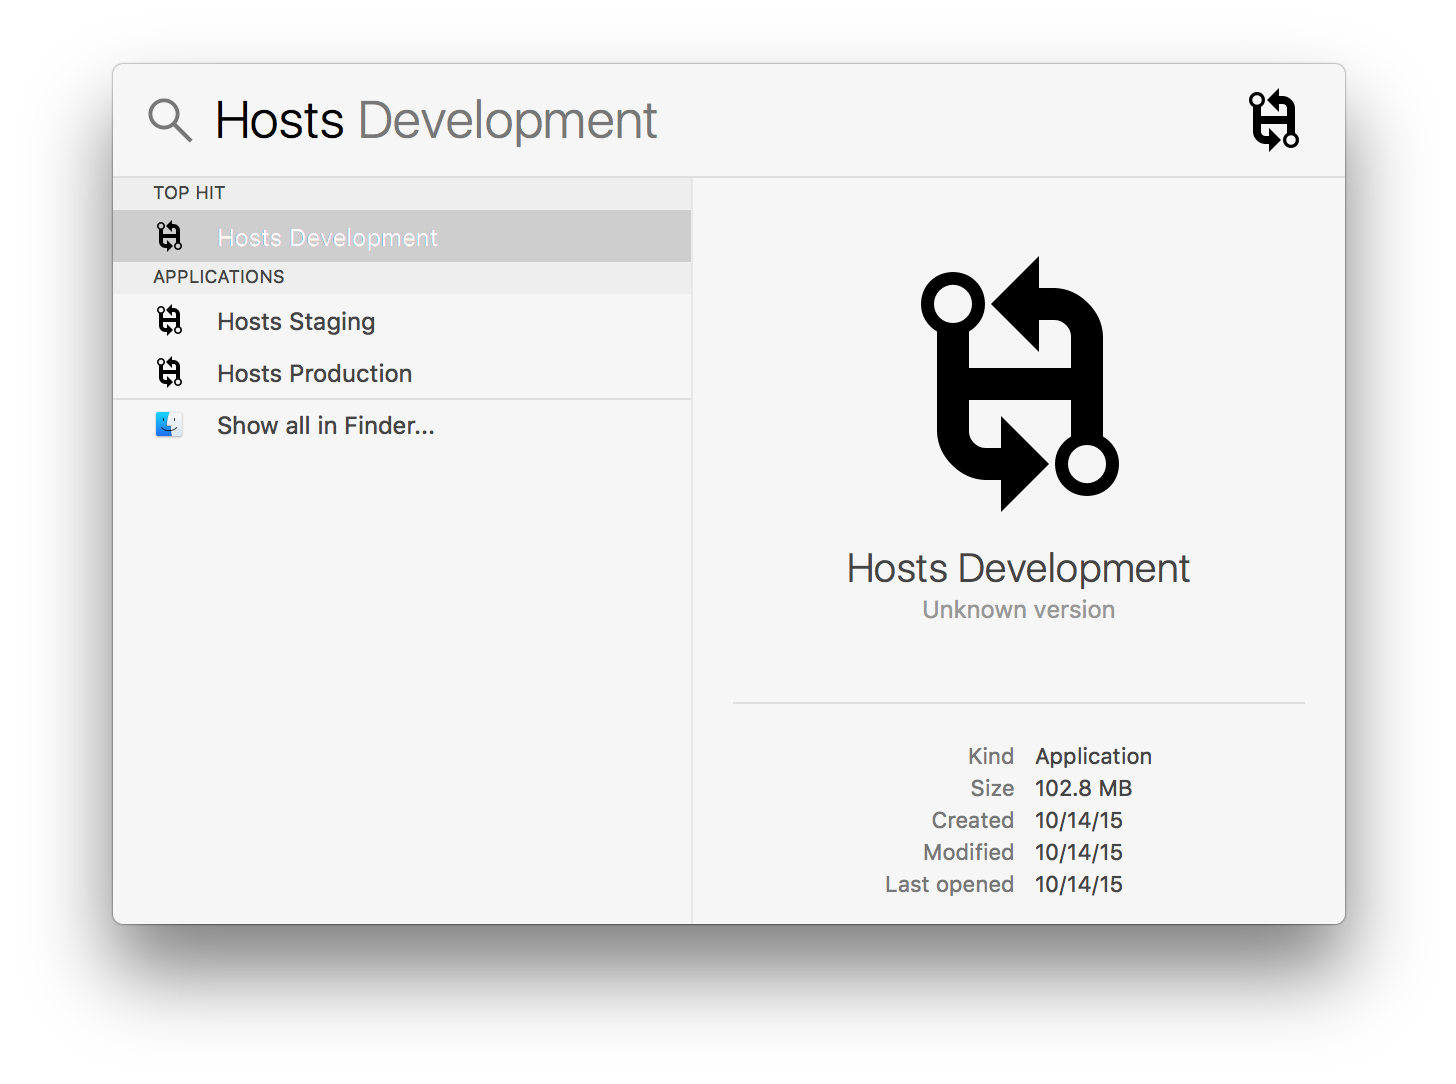 Hosts Development
TOP HIT
Hosts Development
APPLICATIONS
Hosts Staging
Hosts Production
Show all in Finder...
Hosts Development
Unknown version
Kind Application
Size 102.8 MB
Created 10/14/15
Modified 10/14/15
Last opened 10/14/15